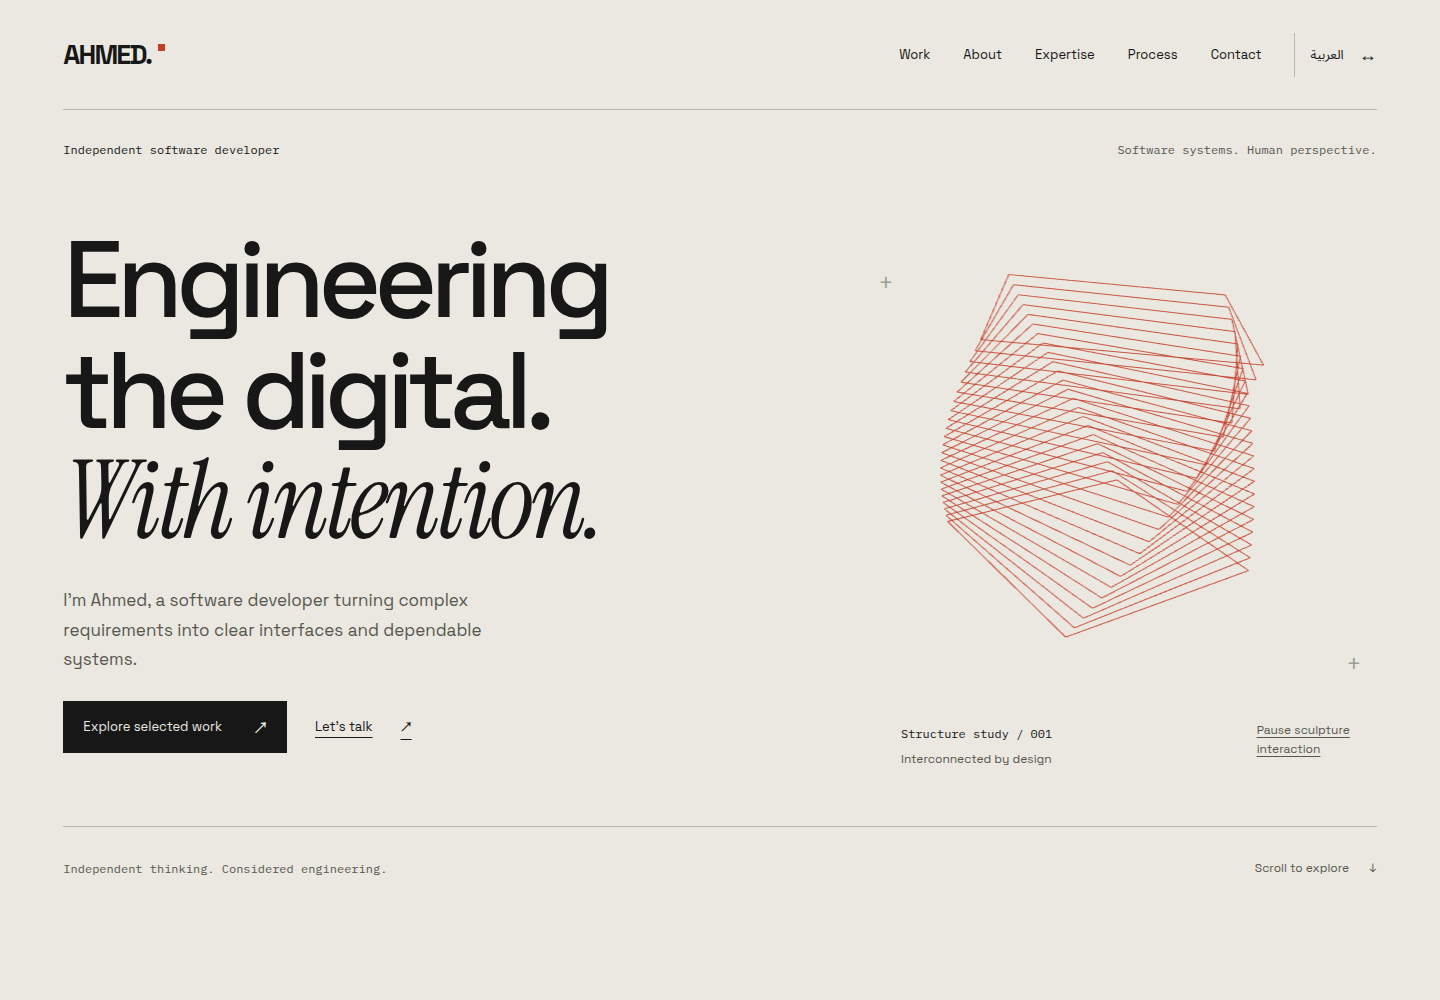 AHMED.
Work About Expertise Process Contact العربية ↔
Independent software developer
Software systems. Human perspective.
Engineering
the digital.
With intention.
I'm Ahmed, a software developer turning complex
requirements into clear interfaces and dependable
systems.
Explore selected work ↗
Let's talk ↗
Structure study / 001
Interconnected by design
Pause sculpture
interaction
Independent thinking. Considered engineering.
Scroll to explore ↓